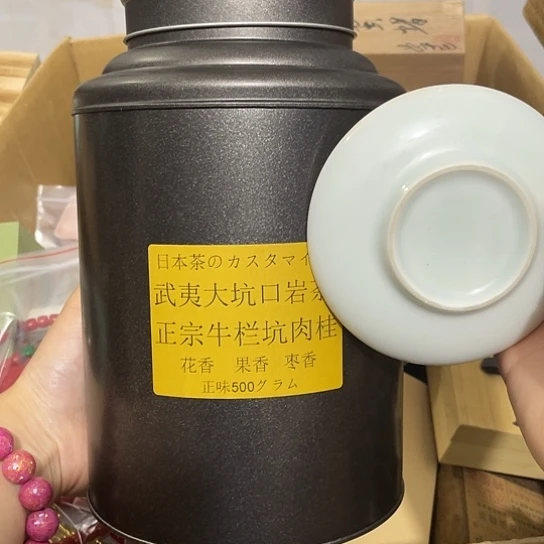 日本茶のカスタマイ
武夷大坑口岩茶
正宗牛栏坑肉桂
花香 果香 枣香
正味500グラム